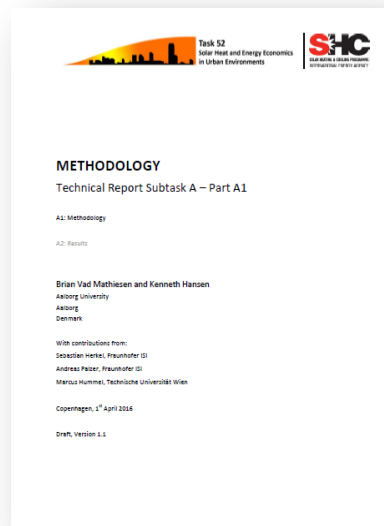 Task 52
Solar Heat and Energy Economics
in Urban Environments
SHC
SOLAR HEATING & COOLING PROGRAMME
INTERNATIONAL ENERGY AGENCY
METHODOLOGY
Technical Report Subtask A – Part A1
A1: Methodology
A2: Results
Brian Vad Mathiesen and Kenneth Hansen
Aalborg University
Aalborg
Denmark
With contributions from:
Sebastian Herkel, Fraunhofer ISI
Andreas Palzer, Fraunhofer ISI
Marcus Hummel, Technische Universität Wien
Copenhagen, 1st April 2016
Draft, Version 1.1